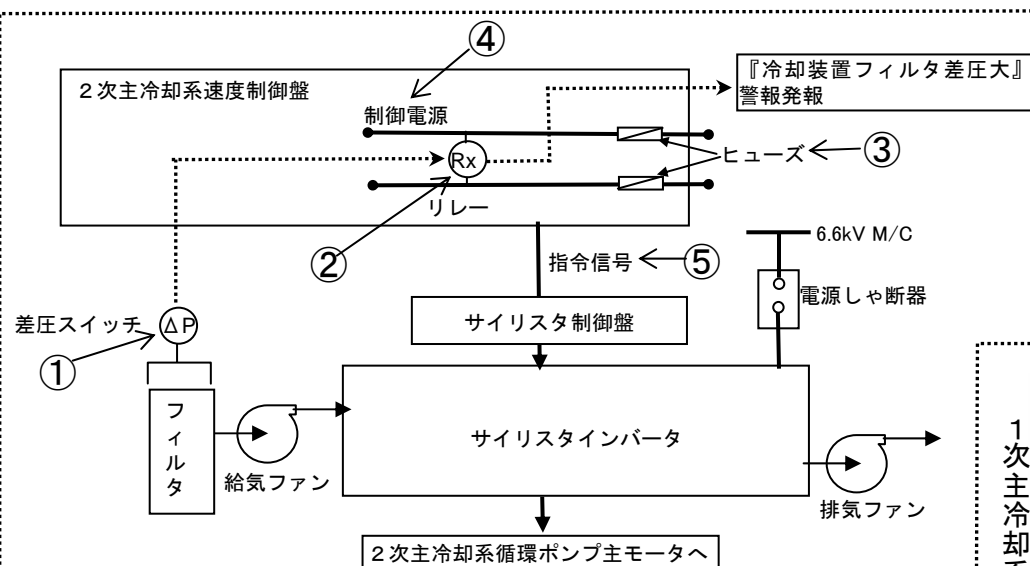 ④
『冷却装置フィルタ差圧大』
警報発報
2次主冷却系速度制御盤
制御電源
Rx
ヒューズ
③
リレー
②
6.6kV M/C
指令信号
⑤
電源しゃ断器
差圧スイッチ
ΔP
①
サイリスタ制御盤
フィルタ
給気ファン
サイリスタインバータ
排気ファン
2次主冷却系循環ポンプ主モータへ
1次主冷却系